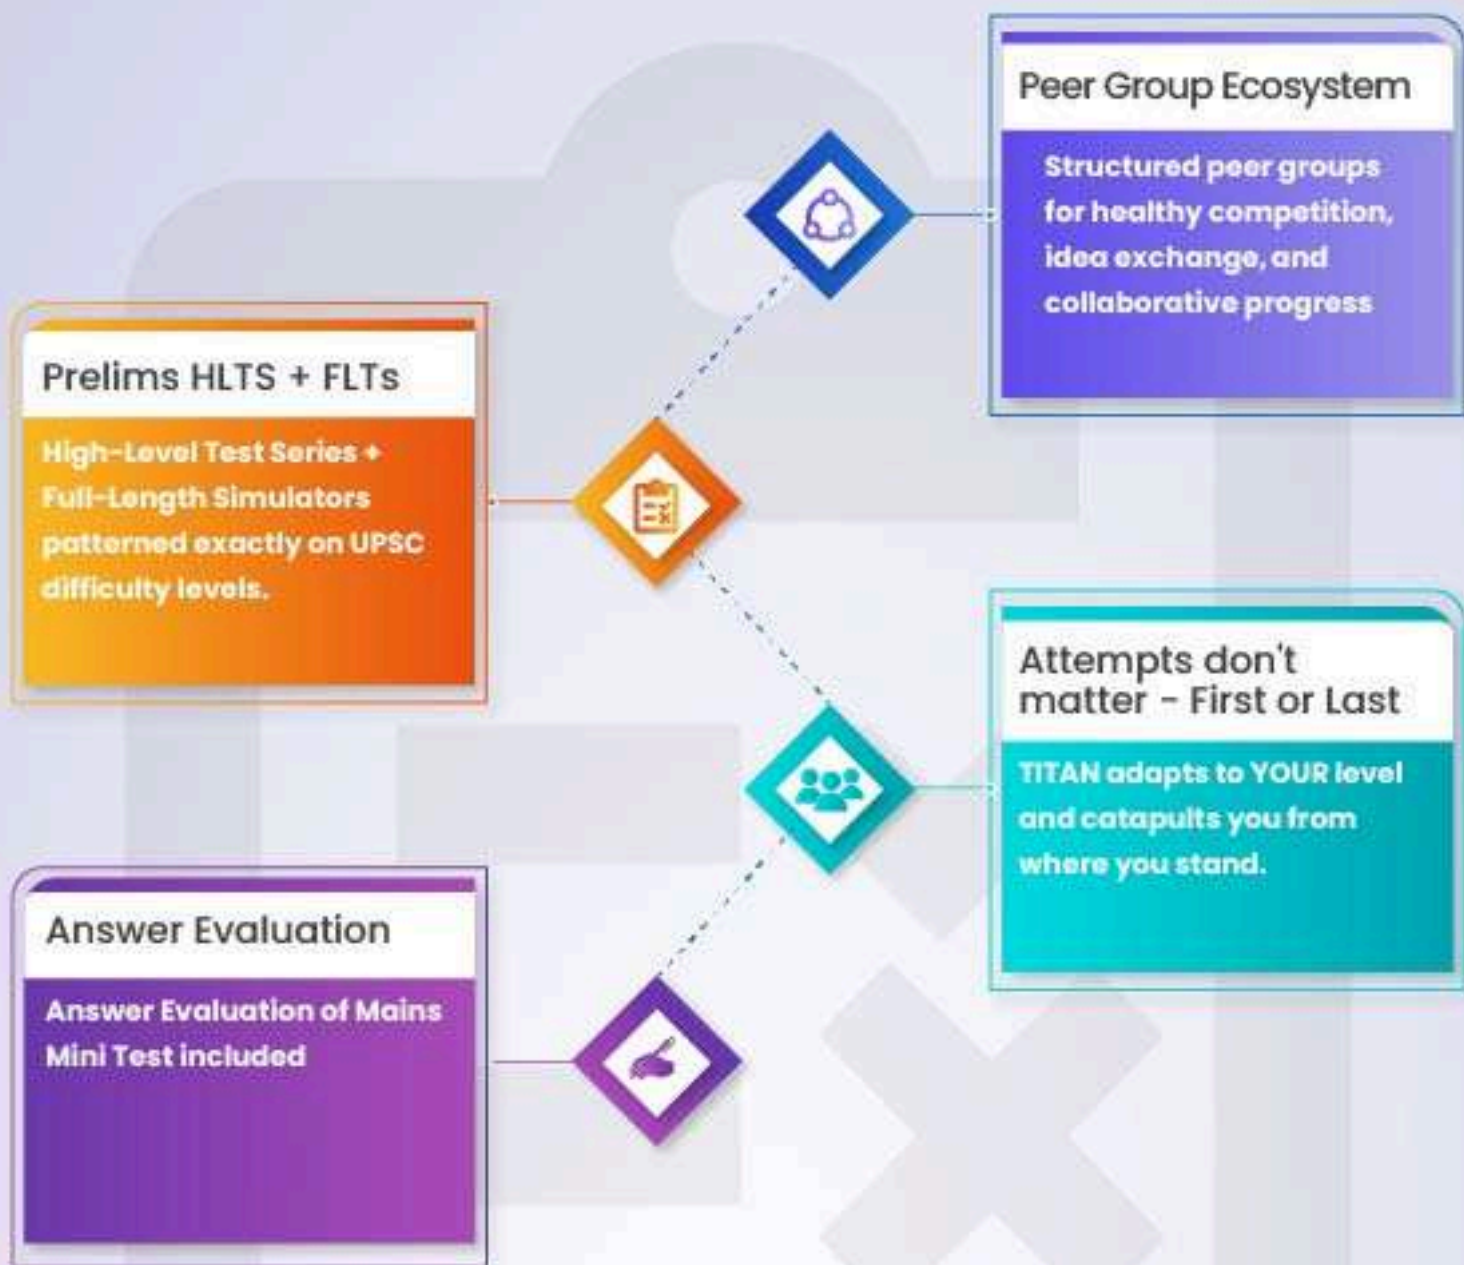 Peer Group Ecosystem
Structured peer groups
for healthy competition,
idea exchange, and
collaborative progress
Prelims HLTS + FLTs
High-Level Test Series +
Full-Length Simulators
patterned exactly on UPSC
difficulty levels.
Attempts don't
matter - First or Last
TITAN adapts to YOUR level
and catapults you from
where you stand.
Answer Evaluation
Answer Evaluation of Mains
Mini Test included